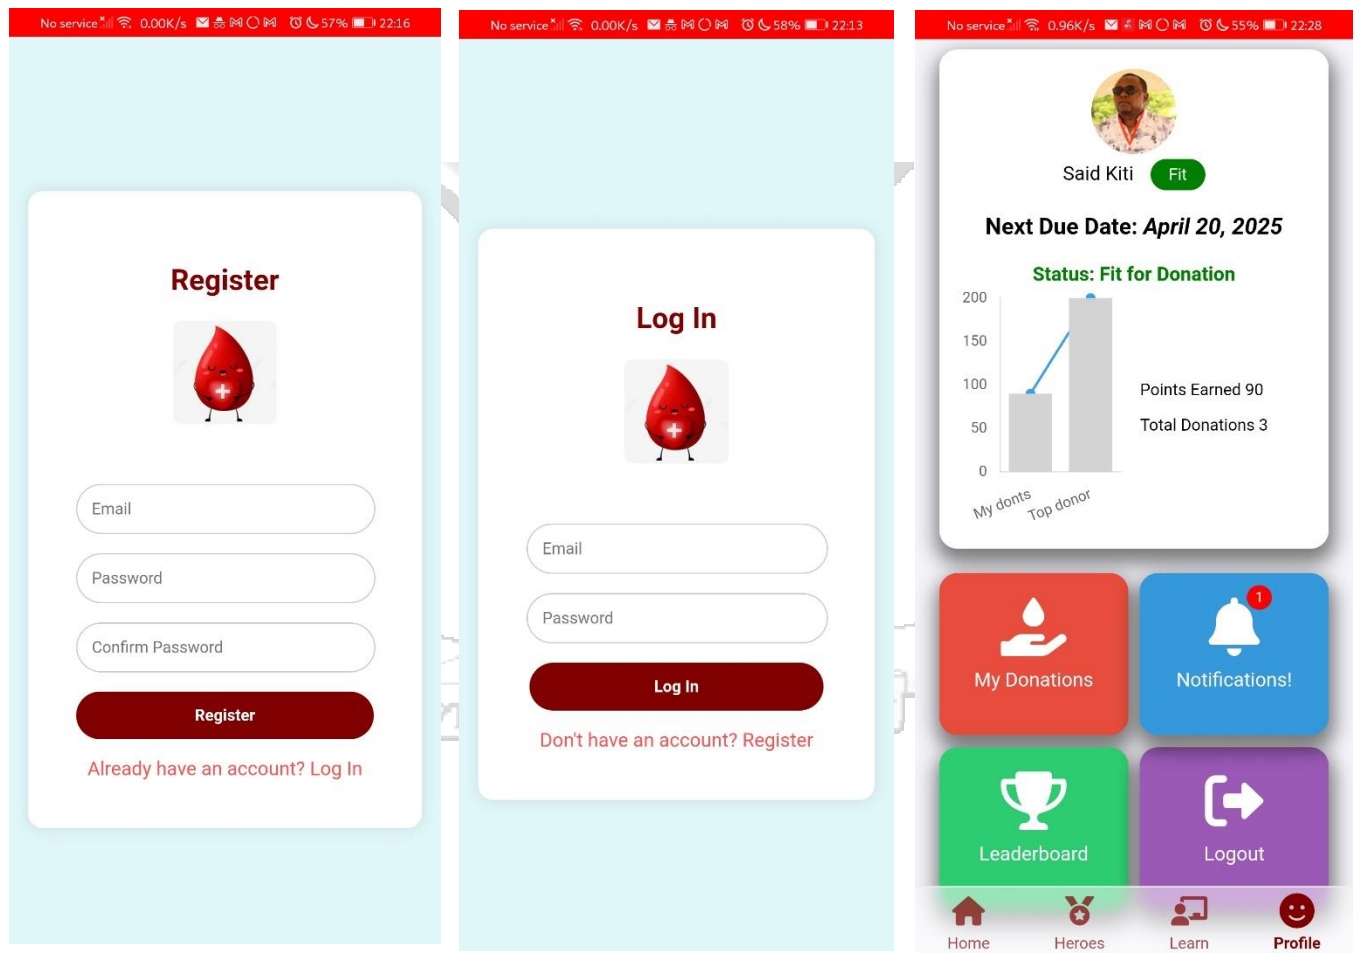 No service 0.00K/s 57% 22:16
Register
Email
Password
Confirm Password
Register
Already have an account? Log In
No service 0.00K/s 58% 22:13
Log In
Email
Password
Log In
Don't have an account? Register
No service 0.96K/s 55% 22:28
Said Kiti Fit
Next Due Date: April 20, 2025
Status: Fit for Donation
200
150
100
50
0
My donts
Top donor
Points Earned 90
Total Donations 3
My Donations
1
Notifications!
Leaderboard
Logout
Home Heroes Learn Profile